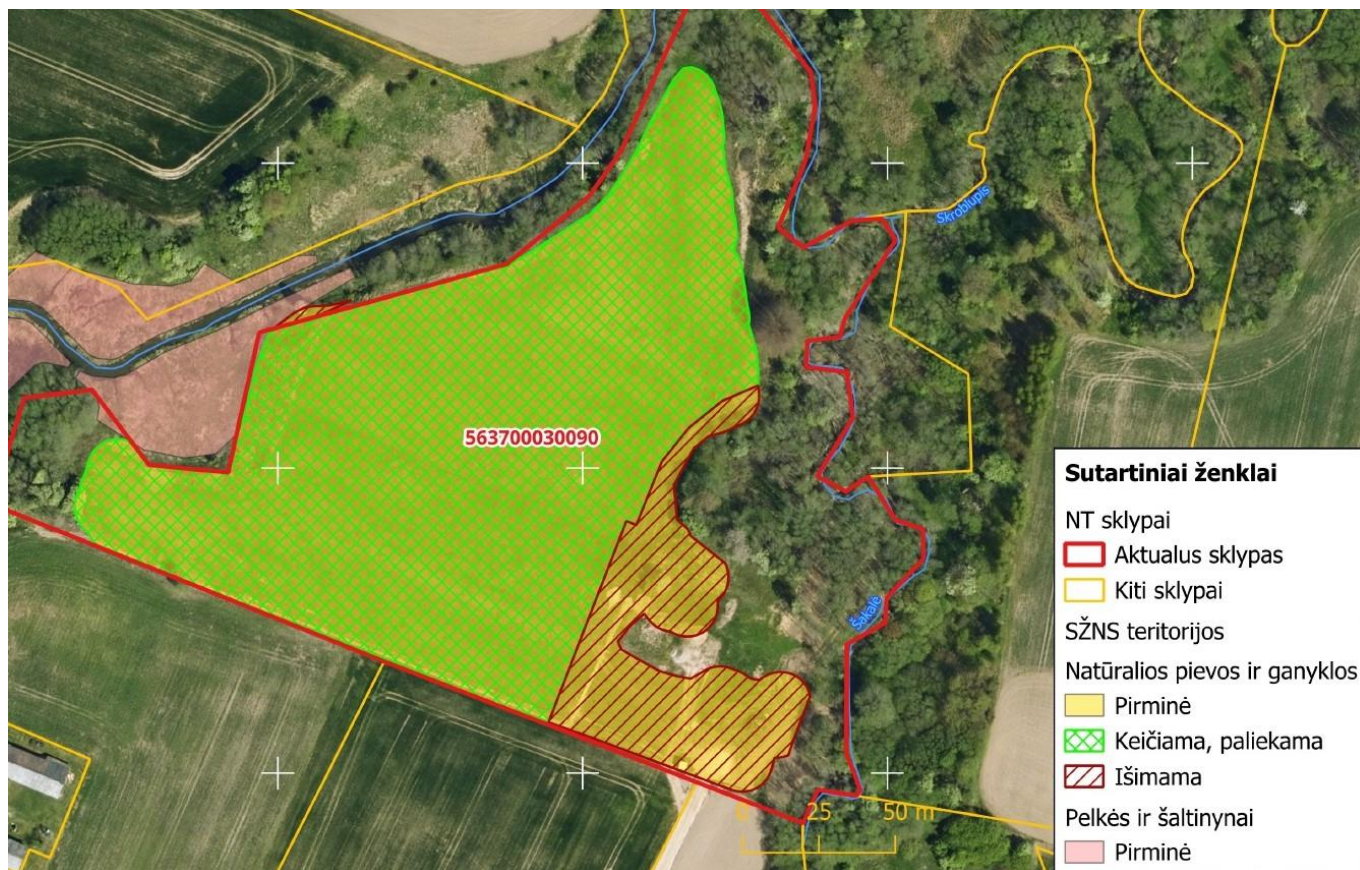 Skroblupis
563700030090
Šakalė
0 25 50 m
Sutartiniai ženklai
NT sklypai
Aktualus sklypas
Kiti sklypai
SŽNS teritorijos
Natūralios pievos ir ganyklos
Pirminė
Keičiama, paliekama
Išimama
Pelkės ir šaltinynai
Pirminė